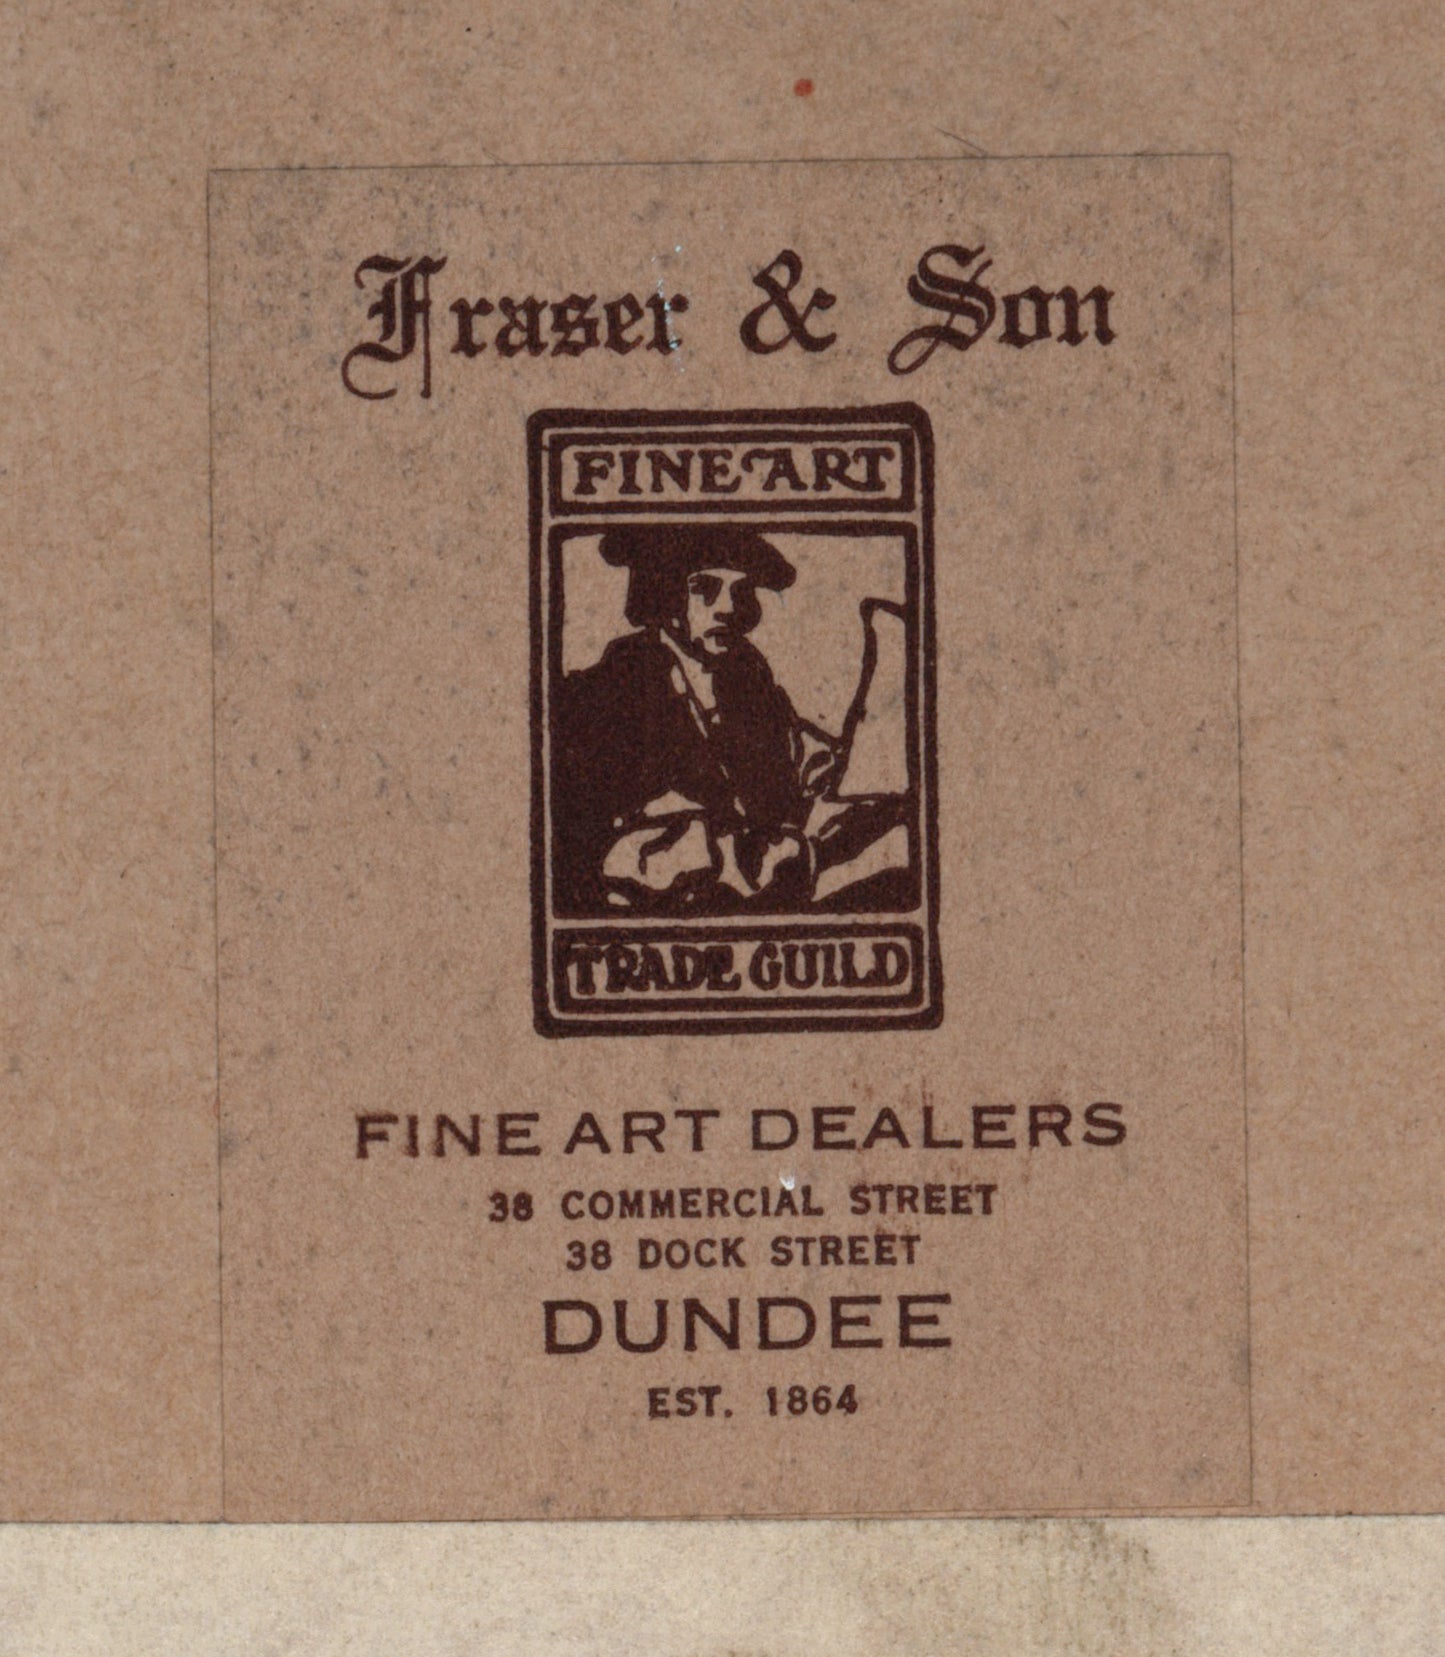 Fraser & Son
FINE ART
TRADE GUILD
FINE ART DEALERS
38 COMMERCIAL STREET
38 DOCK STREET
DUNDEE
EST. 1864